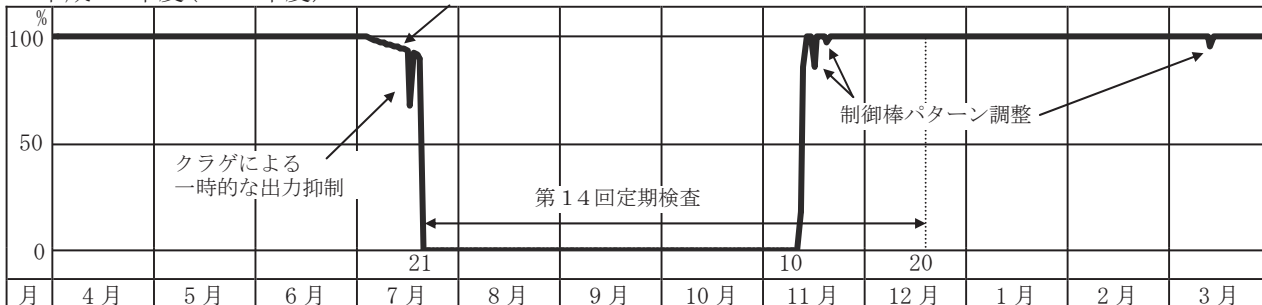 %
100
制御棒パターン調整
50
クラゲによる
一時的な出力抑制
第14回定期検査
0
21 10 20
月 4月 5月 6月 7月 8月 9月 10月 11月 12月 1月 2月 3月